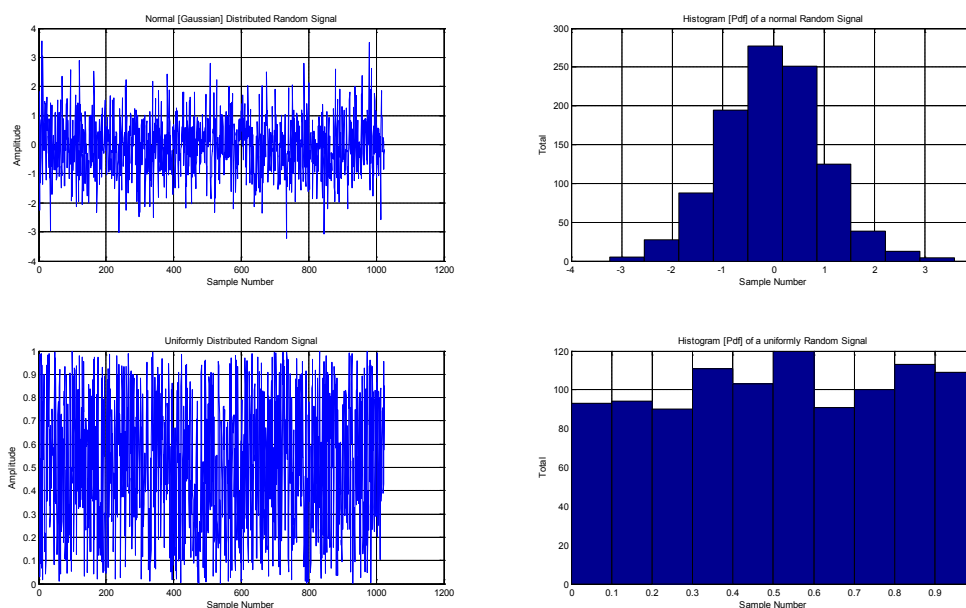 Normal [Gaussian] Distributed Random Signal
4
3
2
1
0
-1
-2
-3
-4
Amplitude
0 200 400 600 800 1000 1200
Sample Number
Histogram [Pdf] of a normal Random Signal
300
250
200
150
100
50
0
Total
-4 -3 -2 -1 0 1 2 3
Sample Number
Uniformly Distributed Random Signal
1
0.9
0.8
0.7
0.6
0.5
0.4
0.3
0.2
0.1
0
Amplitude
0 200 400 600 800 1000 1200
Sample Number
Histogram [Pdf] of a uniformly Random Signal
120
100
80
60
40
20
0
Total
0 0.1 0.2 0.3 0.4 0.5 0.6 0.7 0.8 0.9
Sample Number